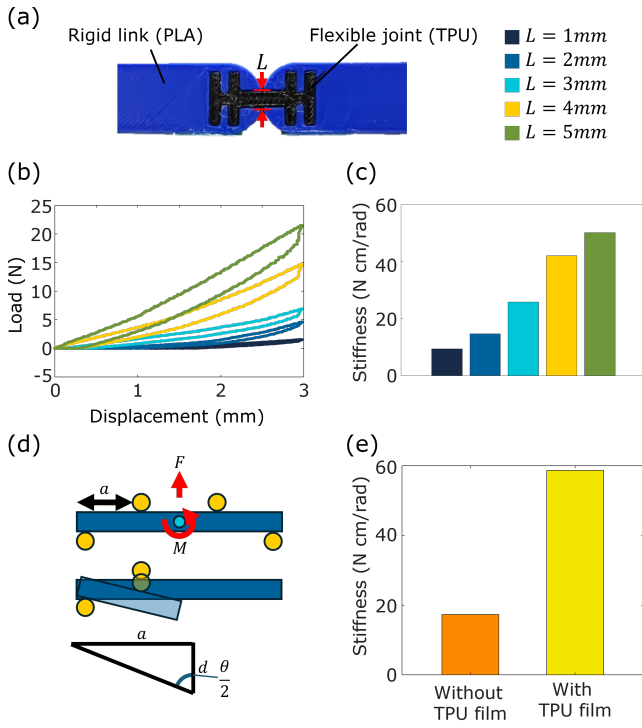 (a)
Rigid link (PLA)
Flexible joint (TPU)
L
L = 1mm
L = 2mm
L = 3mm
L = 4mm
L = 5mm
(b)
25
20
15
10
5
0
-5
Load (N)
0
1
2
3
Displacement (mm)
(c)
60
40
20
0
Stiffness (N cm/rad)
(d)
a
F
M
a
d
θ
2
(e)
60
40
20
0
Stiffness (N cm/rad)
Without
TPU film
With
TPU film